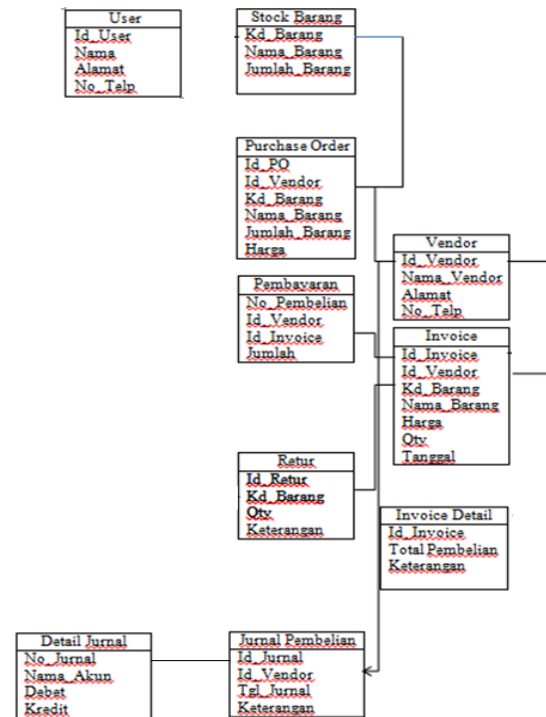 User
Id_User
Nama
Alamat
No_Telp
Stock Barang
Kd_Barang
Nama_Barang
Jumlah_Barang
Purchase Order
Id_PO
Id_Vendor
Kd_Barang
Nama_Barang
Jumlah_Barang
Harga
Vendor
Id_Vendor
Nama_Vendor
Alamat
No_Telp
Pembayaran
No_Pembelian
Id_Vendor
Id_Invoice
Jumlah
Invoice
Id_Invoice
Id_Vendor
Kd_Barang
Nama_Barang
Harga
Qty
Tanggal
Retur
Id_Retur
Kd_Barang
Qty
Keterangan
Invoice Detail
Id_Invoice
Total Pembelian
Keterangan
Detail Jurnal
No_Jurnal
Nama_Akun
Debet
Kredit
Jurnal Pembelian
Id_Jurnal
Id_Vendor
Tgl_Jurnal
Keterangan